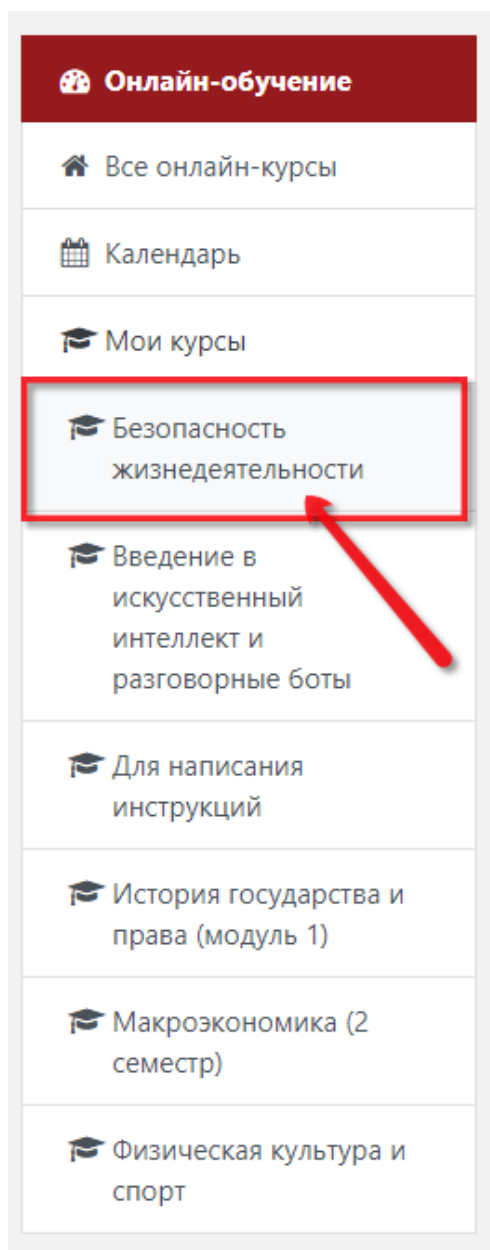 Онлайн-обучение
Все онлайн-курсы
Календарь
Мои курсы
Безопасность
жизнедеятельности
Введение в
искусственный
интеллект и
разговорные боты
Для написания
инструкций
История государства и
права (модуль 1)
Макроэкономика (2
семестр)
Физическая культура и
спорт